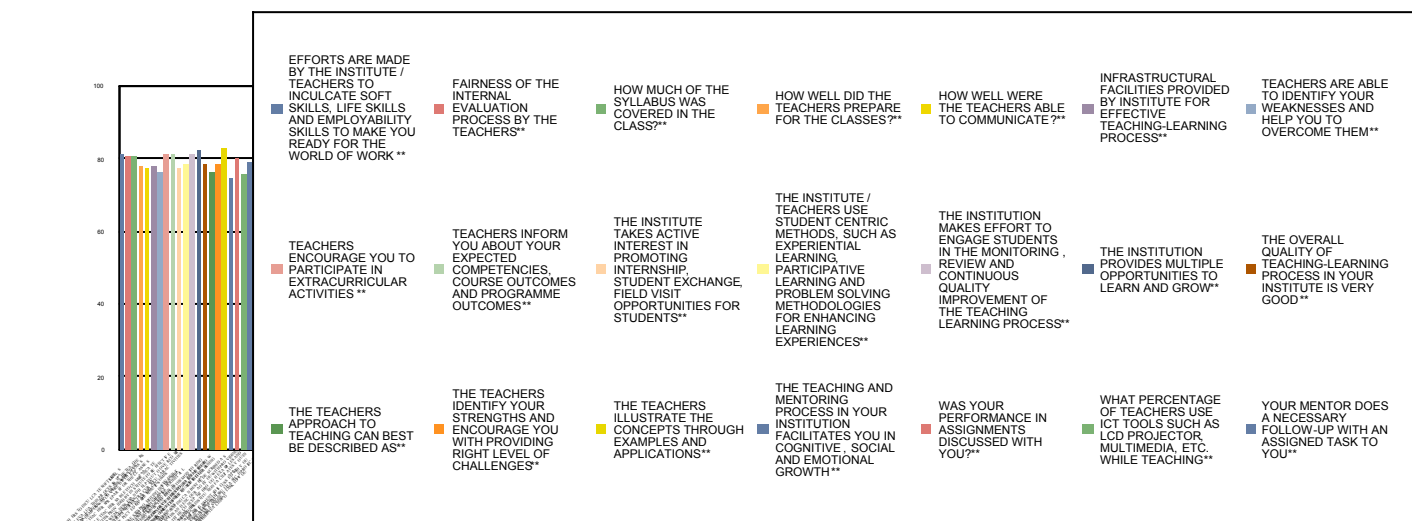 100
80
60
40
20
0
EFFORTS ARE MADE
BY THE INSTITUTE /
TEACHERS TO
INCULCATE SOFT
SKILLS, LIFE SKILLS
AND EMPLOYABILITY
SKILLS TO MAKE YOU
READY FOR THE
WORLD OF WORK **
FAIRNESS OF THE
INTERNAL
EVALUATION
PROCESS BY THE
TEACHERS**
HOW MUCH OF THE
SYLLABUS WAS
COVERED IN THE
CLASS?**
HOW WELL DID THE
TEACHERS PREPARE
FOR THE CLASSES?**
HOW WELL WERE
THE TEACHERS ABLE
TO COMMUNICATE?**
INFRASTRUCTURAL
FACILITIES PROVIDED
BY INSTITUTE FOR
EFFECTIVE
TEACHING-LEARNING
PROCESS**
TEACHERS ARE ABLE
TO IDENTIFY YOUR
WEAKNESSES AND
HELP YOU TO
OVERCOME THEM**
TEACHERS
ENCOURAGE YOU TO
PARTICIPATE IN
EXTRACURRICULAR
ACTIVITIES **
TEACHERS INFORM
YOU ABOUT YOUR
EXPECTED
COMPETENCIES,
COURSE OUTCOMES
AND PROGRAMME
OUTCOMES**
THE INSTITUTE
TAKES ACTIVE
INTEREST IN
PROMOTING
INTERNSHIP,
STUDENT EXCHANGE,
FIELD VISIT
OPPORTUNITIES FOR
STUDENTS**
THE INSTITUTE /
TEACHERS USE
STUDENT CENTRIC
METHODS, SUCH AS
EXPERIENTIAL
LEARNING,
PARTICIPATIVE
LEARNING AND
PROBLEM SOLVING
METHODOLOGIES
FOR ENHANCING
LEARNING
EXPERIENCES**
THE INSTITUTION
MAKES EFFORT TO
ENGAGE STUDENTS
IN THE MONITORING ,
REVIEW AND
CONTINUOUS
QUALITY
IMPROVEMENT OF
THE TEACHING
LEARNING PROCESS**
THE INSTITUTION
PROVIDES MULTIPLE
OPPORTUNITIES TO
LEARN AND GROW**
THE OVERALL
QUALITY OF
TEACHING-LEARNING
PROCESS IN YOUR
INSTITUTE IS VERY
GOOD**
THE TEACHERS
APPROACH TO
TEACHING CAN BEST
BE DESCRIBED AS**
THE TEACHERS
IDENTIFY YOUR
STRENGTHS AND
ENCOURAGE YOU
WITH PROVIDING
RIGHT LEVEL OF
CHALLENGES**
THE TEACHERS
ILLUSTRATE THE
CONCEPTS THROUGH
EXAMPLES AND
APPLICATIONS**
THE TEACHING AND
MENTORING
PROCESS IN YOUR
INSTITUTION
FACILITATES YOU IN
COGNITIVE , SOCIAL
AND EMOTIONAL
GROWTH**
WAS YOUR
PERFORMANCE IN
ASSIGNMENTS
DISCUSSED WITH
YOU?**
WHAT PERCENTAGE
OF TEACHERS USE
ICT TOOLS SUCH AS
LCD PROJECTOR,
MULTIMEDIA, ETC.
WHILE TEACHING**
YOUR MENTOR DOES
A NECESSARY
FOLLOW-UP WITH AN
ASSIGNED TASK TO
YOU**